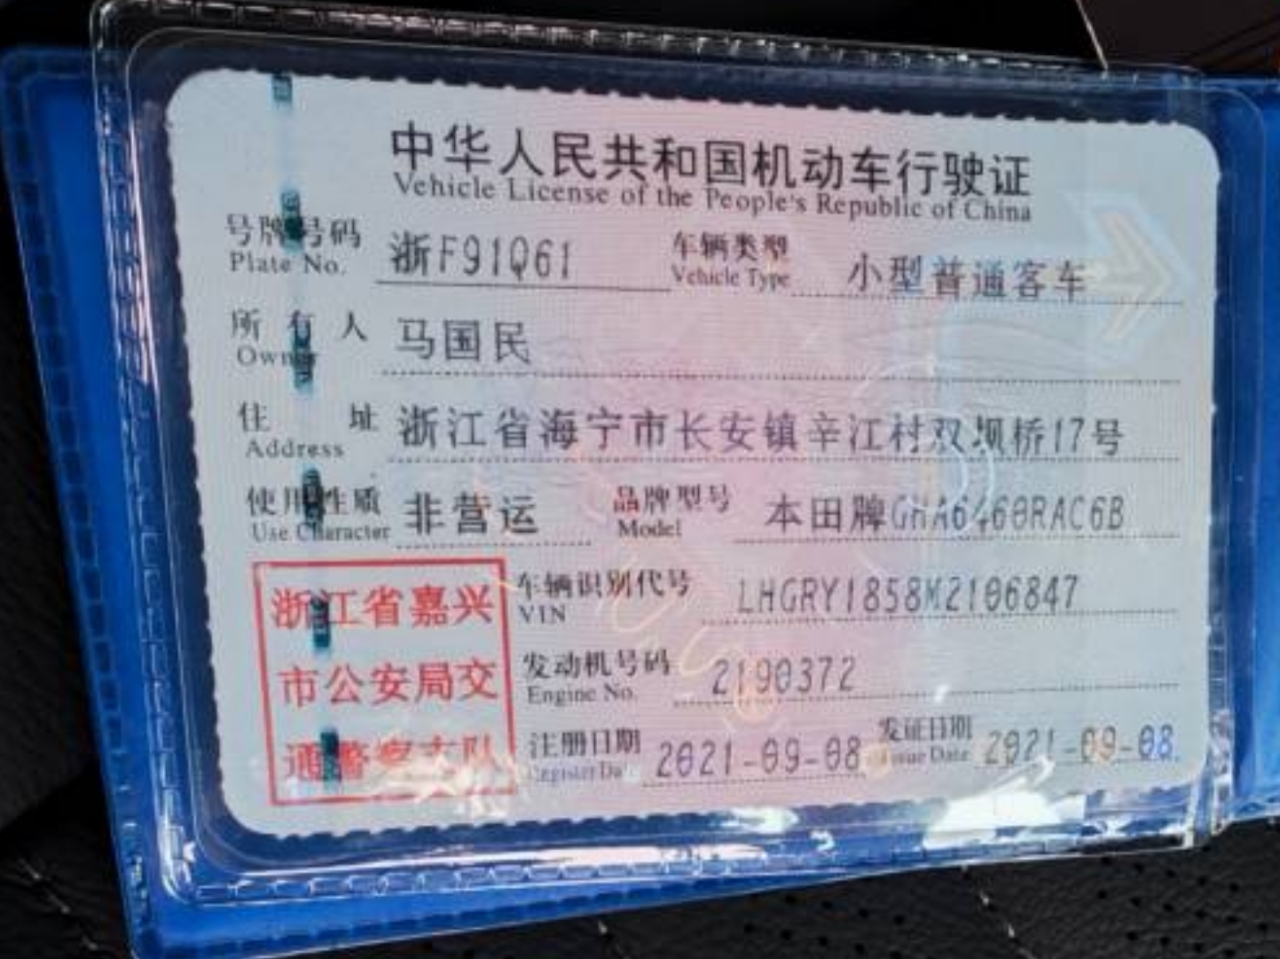 中华人民共和国机动车行驶证
Vehicle License of the People's Republic of China
号牌号码 浙F91Q61 车辆类型 小型普通客车
Plate No. Vehicle Type
所有人 马国民
Owner
住址 浙江省海宁市长安镇辛江村双坝桥17号
Address
使用性质 非营运 品牌型号 本田牌GHA6460RAC6B
Use Character Model
浙江省嘉兴
市公安局交
通警察支队
车辆识别代号 LHGRY1858M2106847
VIN
发动机号码 2190372
Engine No.
注册日期 2021-09-08 发证日期 2021-09-08
Register Date Issue Date